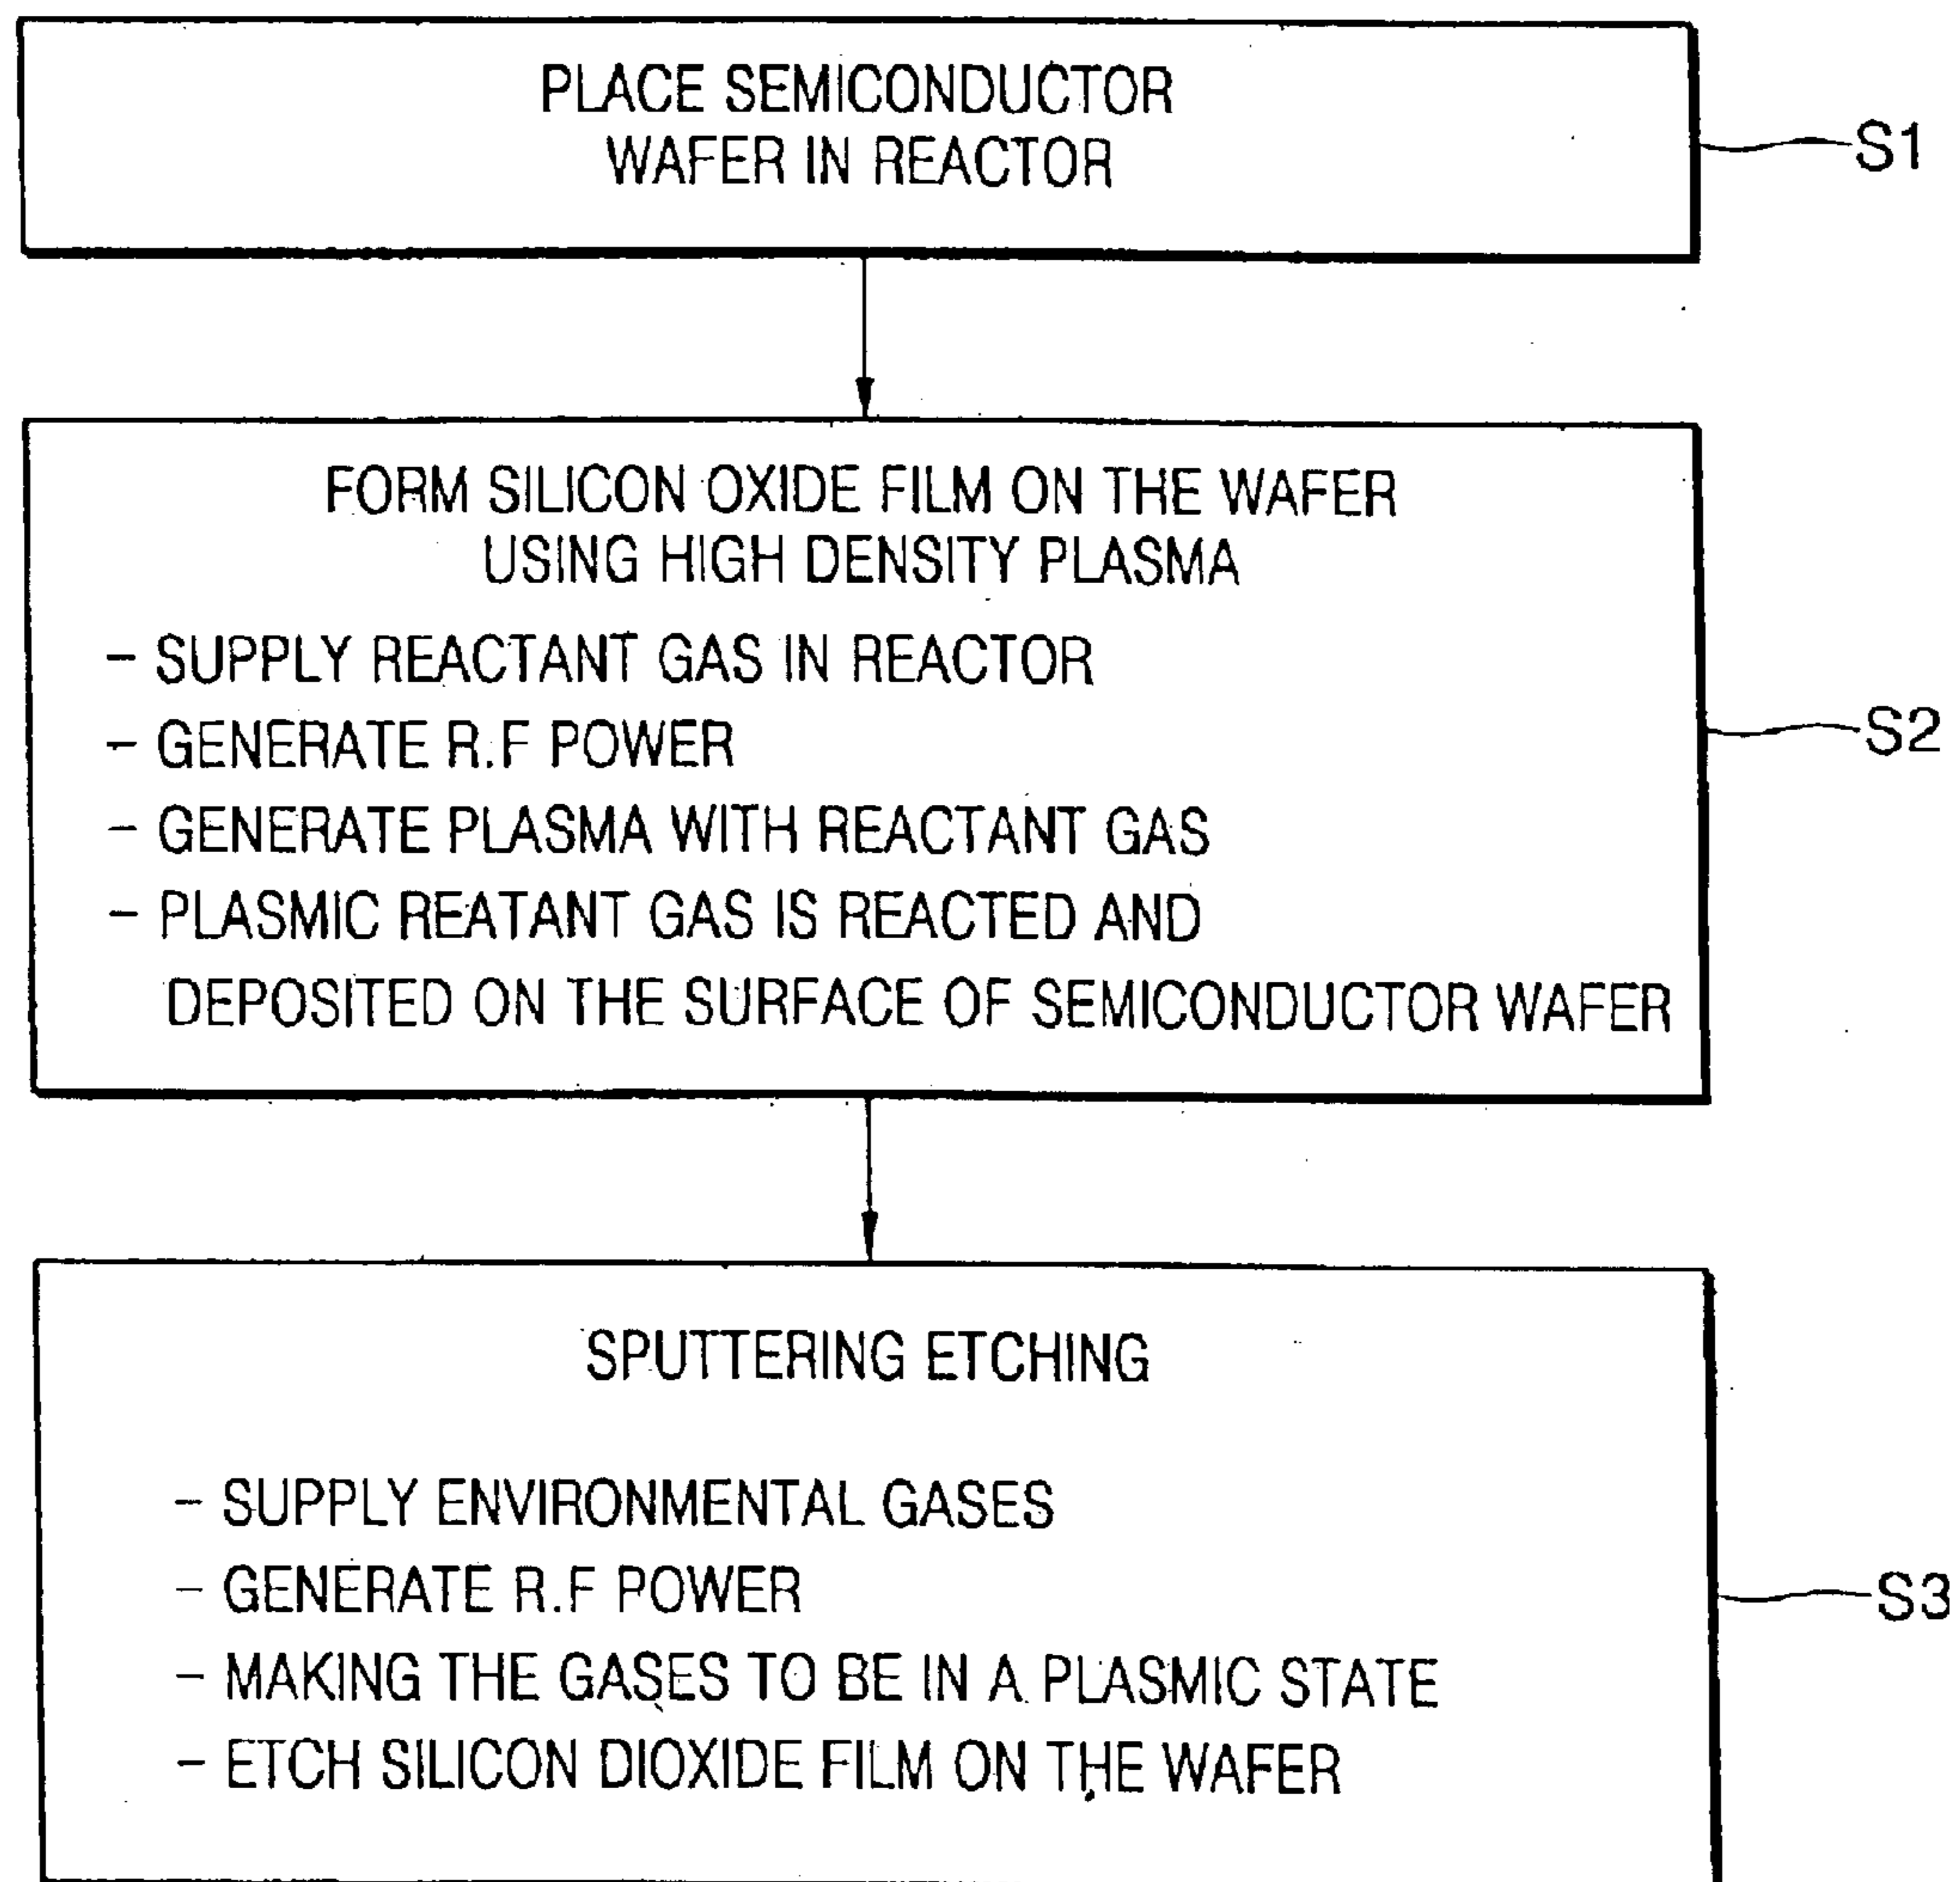 PLACE SEMICONDUCTOR
WAFER IN REACTOR
S1
FORM SILICON OXIDE FILM ON THE WAFER
USING HIGH DENSITY PLASMA
– SUPPLY REACTANT GAS IN REACTOR
– GENERATE R.F POWER
– GENERATE PLASMA WITH REACTANT GAS
– PLASMIC REATANT GAS IS REACTED AND
DEPOSITED ON THE SURFACE OF SEMICONDUCTOR WAFER
S2
SPUTTERING ETCHING
– SUPPLY ENVIRONMENTAL GASES
– GENERATE R.F POWER
– MAKING THE GASES TO BE IN A PLASMIC STATE
– ETCH SILICON DIOXIDE FILM ON THE WAFER
S3